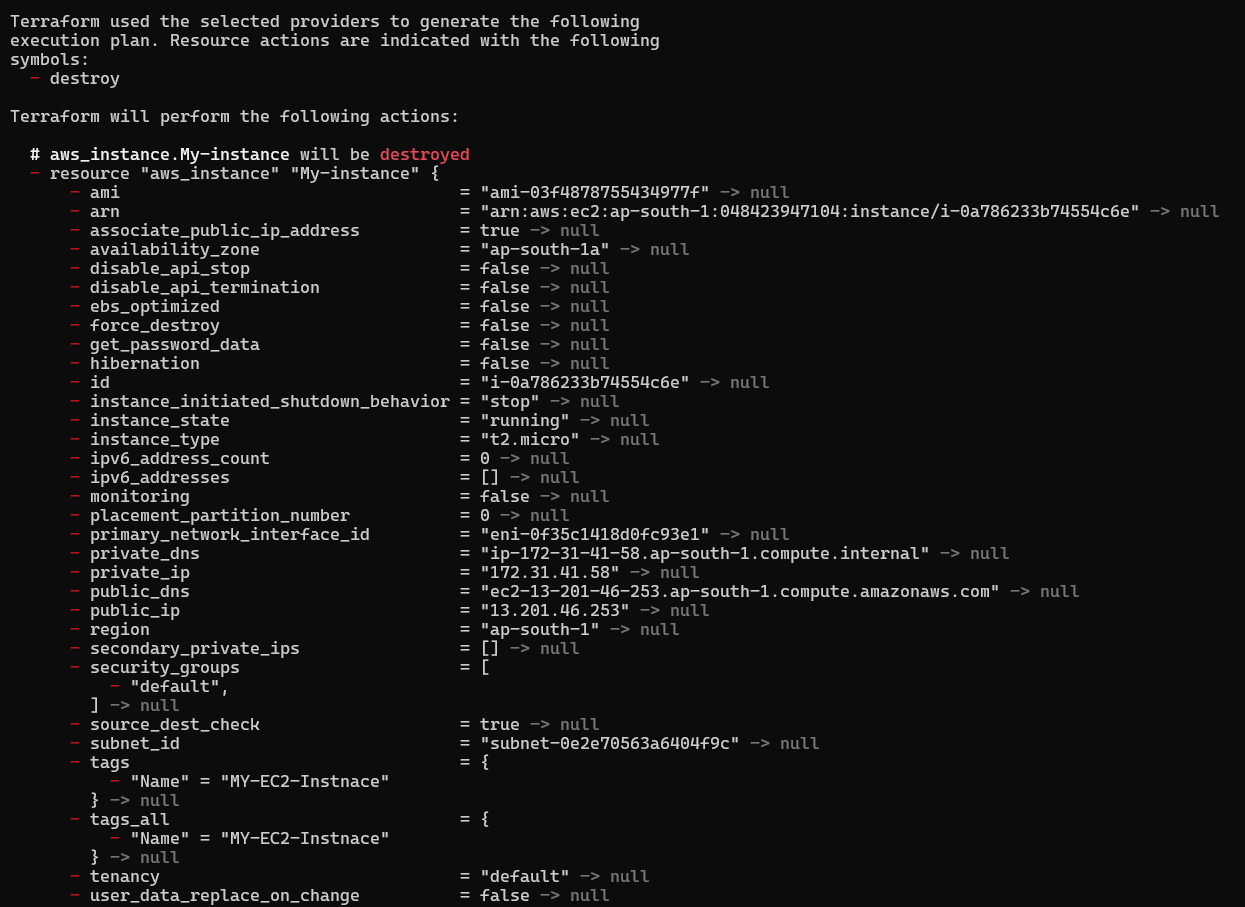 Terraform used the selected providers to generate the following
execution plan. Resource actions are indicated with the following
symbols:
  - destroy

Terraform will perform the following actions:

  # aws_instance.My-instance will be destroyed
  - resource "aws_instance" "My-instance" {
      - ami                                  = "ami-03f4878755434977f" -> null
      - arn                                  = "arn:aws:ec2:ap-south-1:048423947104:instance/i-0a786233b74554c6e" -> null
      - associate_public_ip_address          = true -> null
      - availability_zone                    = "ap-south-1a" -> null
      - disable_api_stop                     = false -> null
      - disable_api_termination              = false -> null
      - ebs_optimized                        = false -> null
      - force_destroy                        = false -> null
      - get_password_data                    = false -> null
      - hibernation                          = false -> null
      - id                                   = "i-0a786233b74554c6e" -> null
      - instance_initiated_shutdown_behavior = "stop" -> null
      - instance_state                       = "running" -> null
      - instance_type                        = "t2.micro" -> null
      - ipv6_address_count                   = 0 -> null
      - ipv6_addresses                       = [] -> null
      - monitoring                           = false -> null
      - placement_partition_number           = 0 -> null
      - primary_network_interface_id         = "eni-0f35c1418d0fc93e1" -> null
      - private_dns                          = "ip-172-31-41-58.ap-south-1.compute.internal" -> null
      - private_ip                           = "172.31.41.58" -> null
      - public_dns                           = "ec2-13-201-46-253.ap-south-1.compute.amazonaws.com" -> null
      - public_ip                            = "13.201.46.253" -> null
      - region                               = "ap-south-1" -> null
      - secondary_private_ips                = [] -> null
      - security_groups                      = [
          - "default",
        ] -> null
      - source_dest_check                    = true -> null
      - subnet_id                            = "subnet-0e2e70563a6404f9c" -> null
      - tags                                 = {
          - "Name" = "MY-EC2-Instnace"
        } -> null
      - tags_all                             = {
          - "Name" = "MY-EC2-Instnace"
        } -> null
      - tenancy                              = "default" -> null
      - user_data_replace_on_change          = false -> null